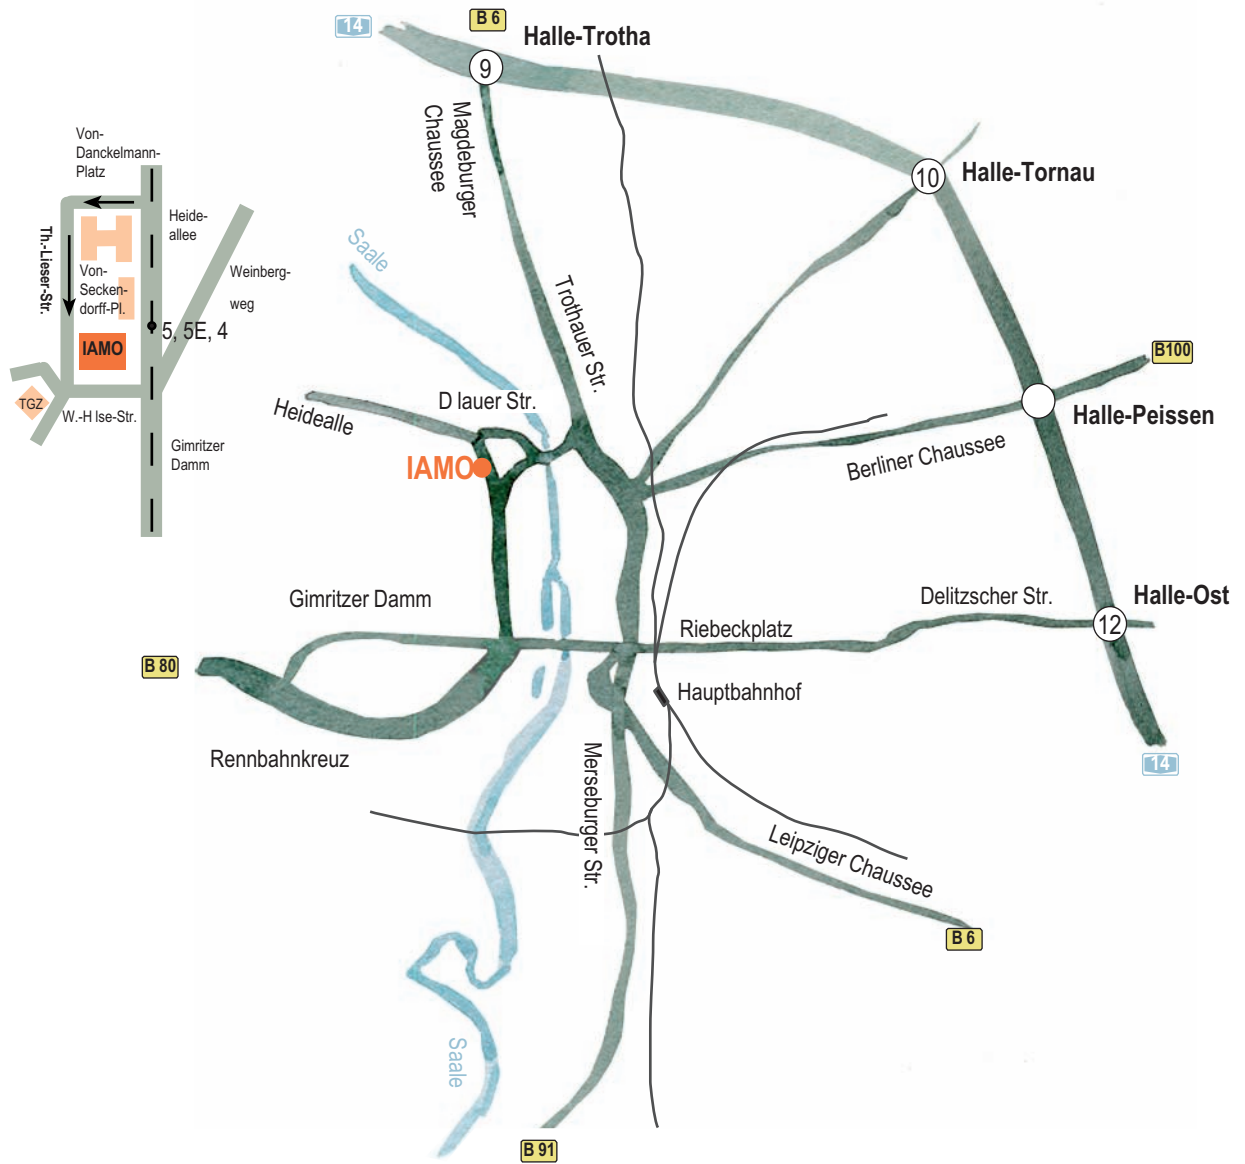 14
B 6
Halle-Trotha
9
Magdeburger
Chaussee
10
Halle-Tornau
Von-
Danckelmann-
Platz
Heide-
allee
Th.-Lieser-Str.
Von-
Secken-
dorff-Pl.
Weinberg-
weg
5, 5E, 4
IAMO
TGZ
W.-H lse-Str.
Gimritzer
Damm
Saale
Trothauer Str.
B100
D lauer Str.
Heidealle
Halle-Peissen
Berliner Chaussee
IAMO
Gimritzer Damm
Delitzscher Str.
Halle-Ost
12
Riebeckplatz
B 80
Hauptbahnhof
Rennbahnkreuz
14
Merseburger Str.
Leipziger Chaussee
B 6
Saale
B 91